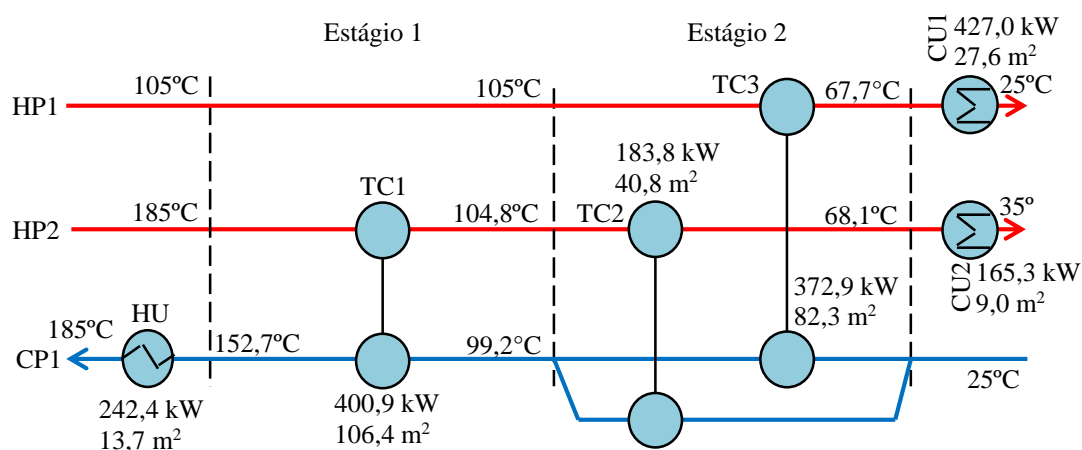 Estágio 1
Estágio 2
CU1
427,0 kW
27,6 m²
HP1
105ºC
105ºC
TC3
67,7°C
25ºC
183,8 kW
40,8 m²
TC1
HP2
185ºC
104,8ºC
TC2
68,1ºC
35º
CU2
165,3 kW
9,0 m²
372,9 kW
82,3 m²
HU
185ºC
CP1
152,7ºC
99,2°C
25ºC
242,4 kW
13,7 m²
400,9 kW
106,4 m²